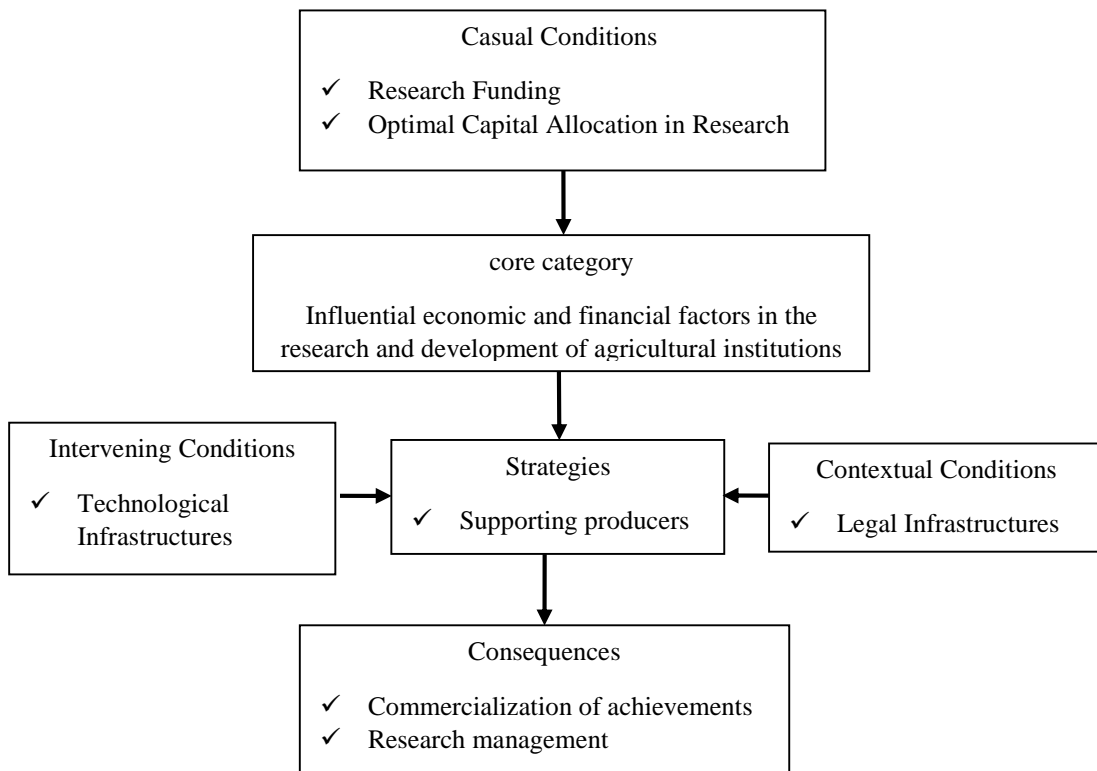 Casual Conditions
✓ Research Funding
✓ Optimal Capital Allocation in Research
core category
Influential economic and financial factors in the
research and development of agricultural institutions
Intervening Conditions
✓ Technological
Infrastructures
Strategies
✓ Supporting producers
Contextual Conditions
✓ Legal Infrastructures
Consequences
✓ Commercialization of achievements
✓ Research management